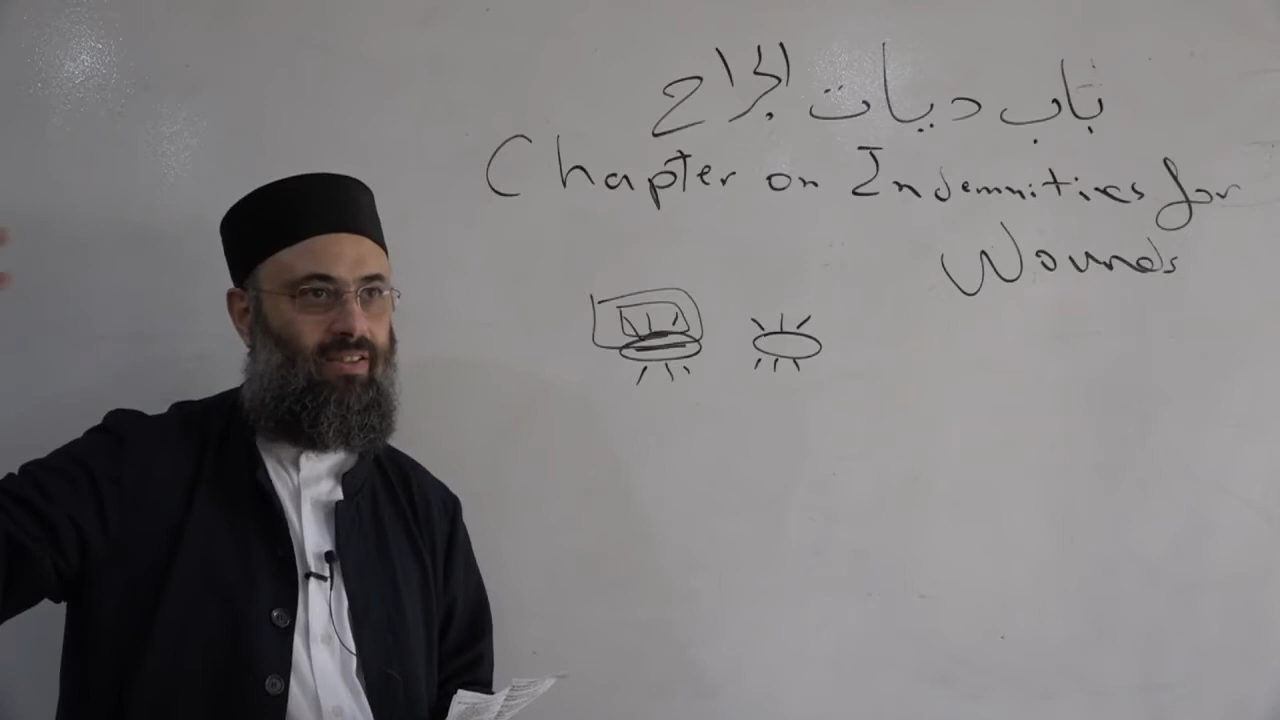 باب ديات الجراح
Chapter on Indemnities for
Wounds